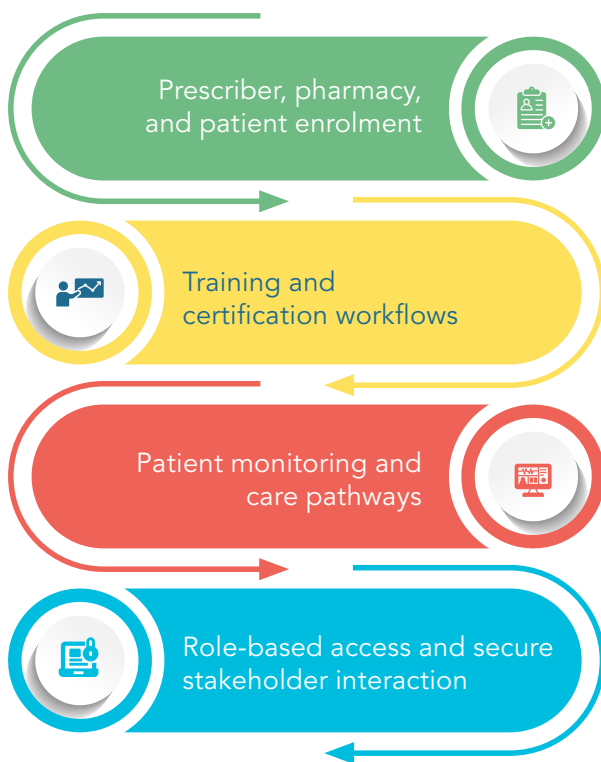 Prescriber, pharmacy,
and patient enrolment
Training and
certification workflows
Patient monitoring and
care pathways
Role-based access and secure
stakeholder interaction